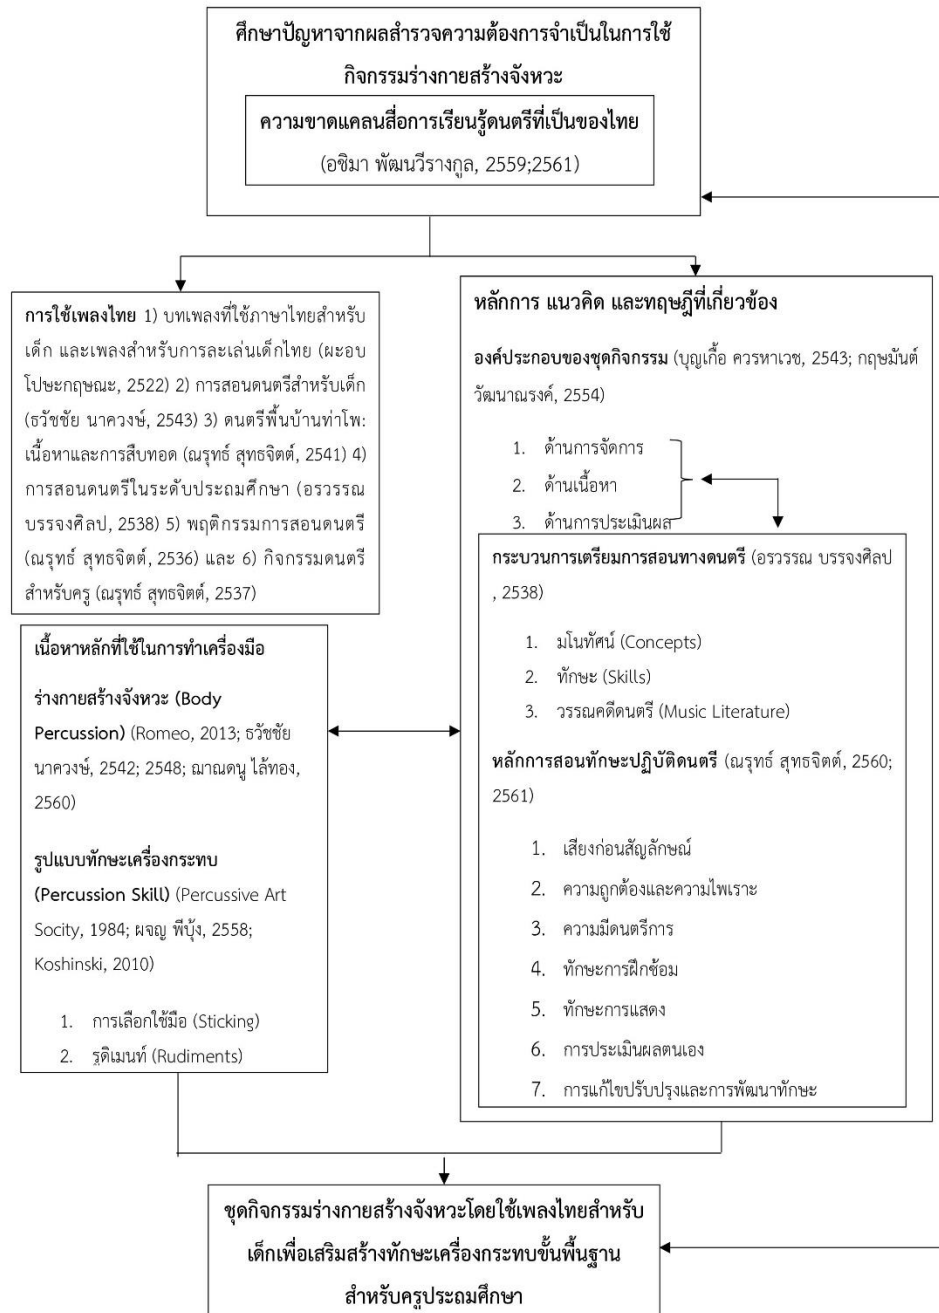 ศึกษาปัญหาจากผลสำรวจความต้องการจำเป็นในการใช้
กิจกรรมร่างกายสร้างจังหวะ
ความขาดแคลนสื่อการเรียนรู้ดนตรีที่เป็นของไทย
(อชิมา พัฒนวีรางกูล, 2559;2561)
การใช้เพลงไทย 1) บทเพลงที่ใช้ภาษาไทยสำหรับ
เด็ก และเพลงสำหรับการละเล่นเด็กไทย (ผะอบ
โปษะกฤษณะ, 2522) 2) การสอนดนตรีสำหรับเด็ก
(ธวัชชัย นาควงษ์, 2543) 3) ดนตรีพื้นบ้านท่าโพ:
เนื้อหาและการสืบทอด (ณรุทธ์ สุทธจิตต์, 2541) 4)
การสอนดนตรีในระดับประถมศึกษา (อรวรรณ
บรรจงศิลป, 2538) 5) พฤติกรรมการสอนดนตรี
(ณรุทธ์ สุทธจิตต์, 2536) และ 6) กิจกรรมดนตรี
สำหรับครู (ณรุทธ์ สุทธจิตต์, 2537)
เนื้อหาหลักที่ใช้ในการทำเครื่องมือ
ร่างกายสร้างจังหวะ (Body
Percussion) (Romeo, 2013; ธวัชชัย
นาควงษ์, 2542; 2548; ฌาณดนู ไล้ทอง,
2560)
รูปแบบทักษะเครื่องกระทบ
(Percussion Skill) (Percussive Art
Socity, 1984; ผจญ พีบุ้ง, 2558;
Koshinski, 2010)
1. การเลือกใช้มือ (Sticking)
2. รูดิเมนท์ (Rudiments)
หลักการ แนวคิด และทฤษฎีที่เกี่ยวข้อง
องค์ประกอบของชุดกิจกรรม (บุญเกื้อ ควรหาเวช, 2543; กฤษมันต์
วัฒนาณรงค์, 2554)
1. ด้านการจัดการ
2. ด้านเนื้อหา
3. ด้านการประเมินผล
กระบวนการเตรียมการสอนทางดนตรี (อรวรรณ บรรจงศิลป
, 2538)
1. มโนทัศน์ (Concepts)
2. ทักษะ (Skills)
3. วรรณคดีดนตรี (Music Literature)
หลักการสอนทักษะปฏิบัติดนตรี (ณรุทธ์ สุทธจิตต์, 2560;
2561)
1. เสียงก่อนสัญลักษณ์
2. ความถูกต้องและความไพเราะ
3. ความมีดนตรีการ
4. ทักษะการฝึกซ้อม
5. ทักษะการแสดง
6. การประเมินผลตนเอง
7. การแก้ไขปรับปรุงและการพัฒนาทักษะ
ชุดกิจกรรมร่างกายสร้างจังหวะโดยใช้เพลงไทยสำหรับ
เด็กเพื่อเสริมสร้างทักษะเครื่องกระทบขั้นพื้นฐาน
สำหรับครูประถมศึกษา